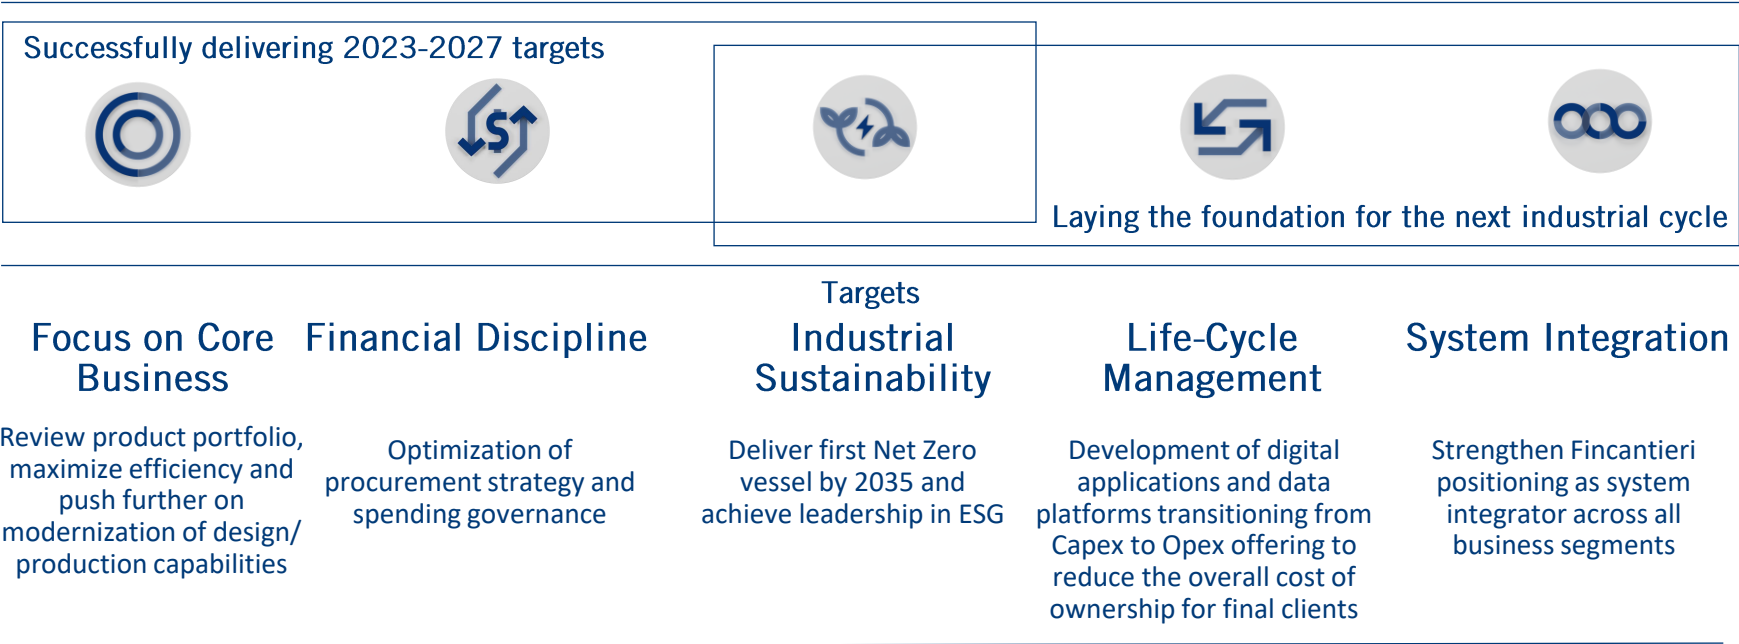 Successfully delivering 2023-2027 targets
Laying the foundation for the next industrial cycle
Targets
Focus on Core
Business
Review product portfolio,
maximize efficiency and
push further on
modernization of design/
production capabilities
Financial Discipline
Optimization of
procurement strategy and
spending governance
Industrial
Sustainability
Deliver first Net Zero
vessel by 2035 and
achieve leadership in ESG
Life-Cycle
Management
Development of digital
applications and data
platforms transitioning from
Capex to Opex offering to
reduce the overall cost of
ownership for final clients
System Integration
Strengthen Fincantieri
positioning as system
integrator across all
business segments